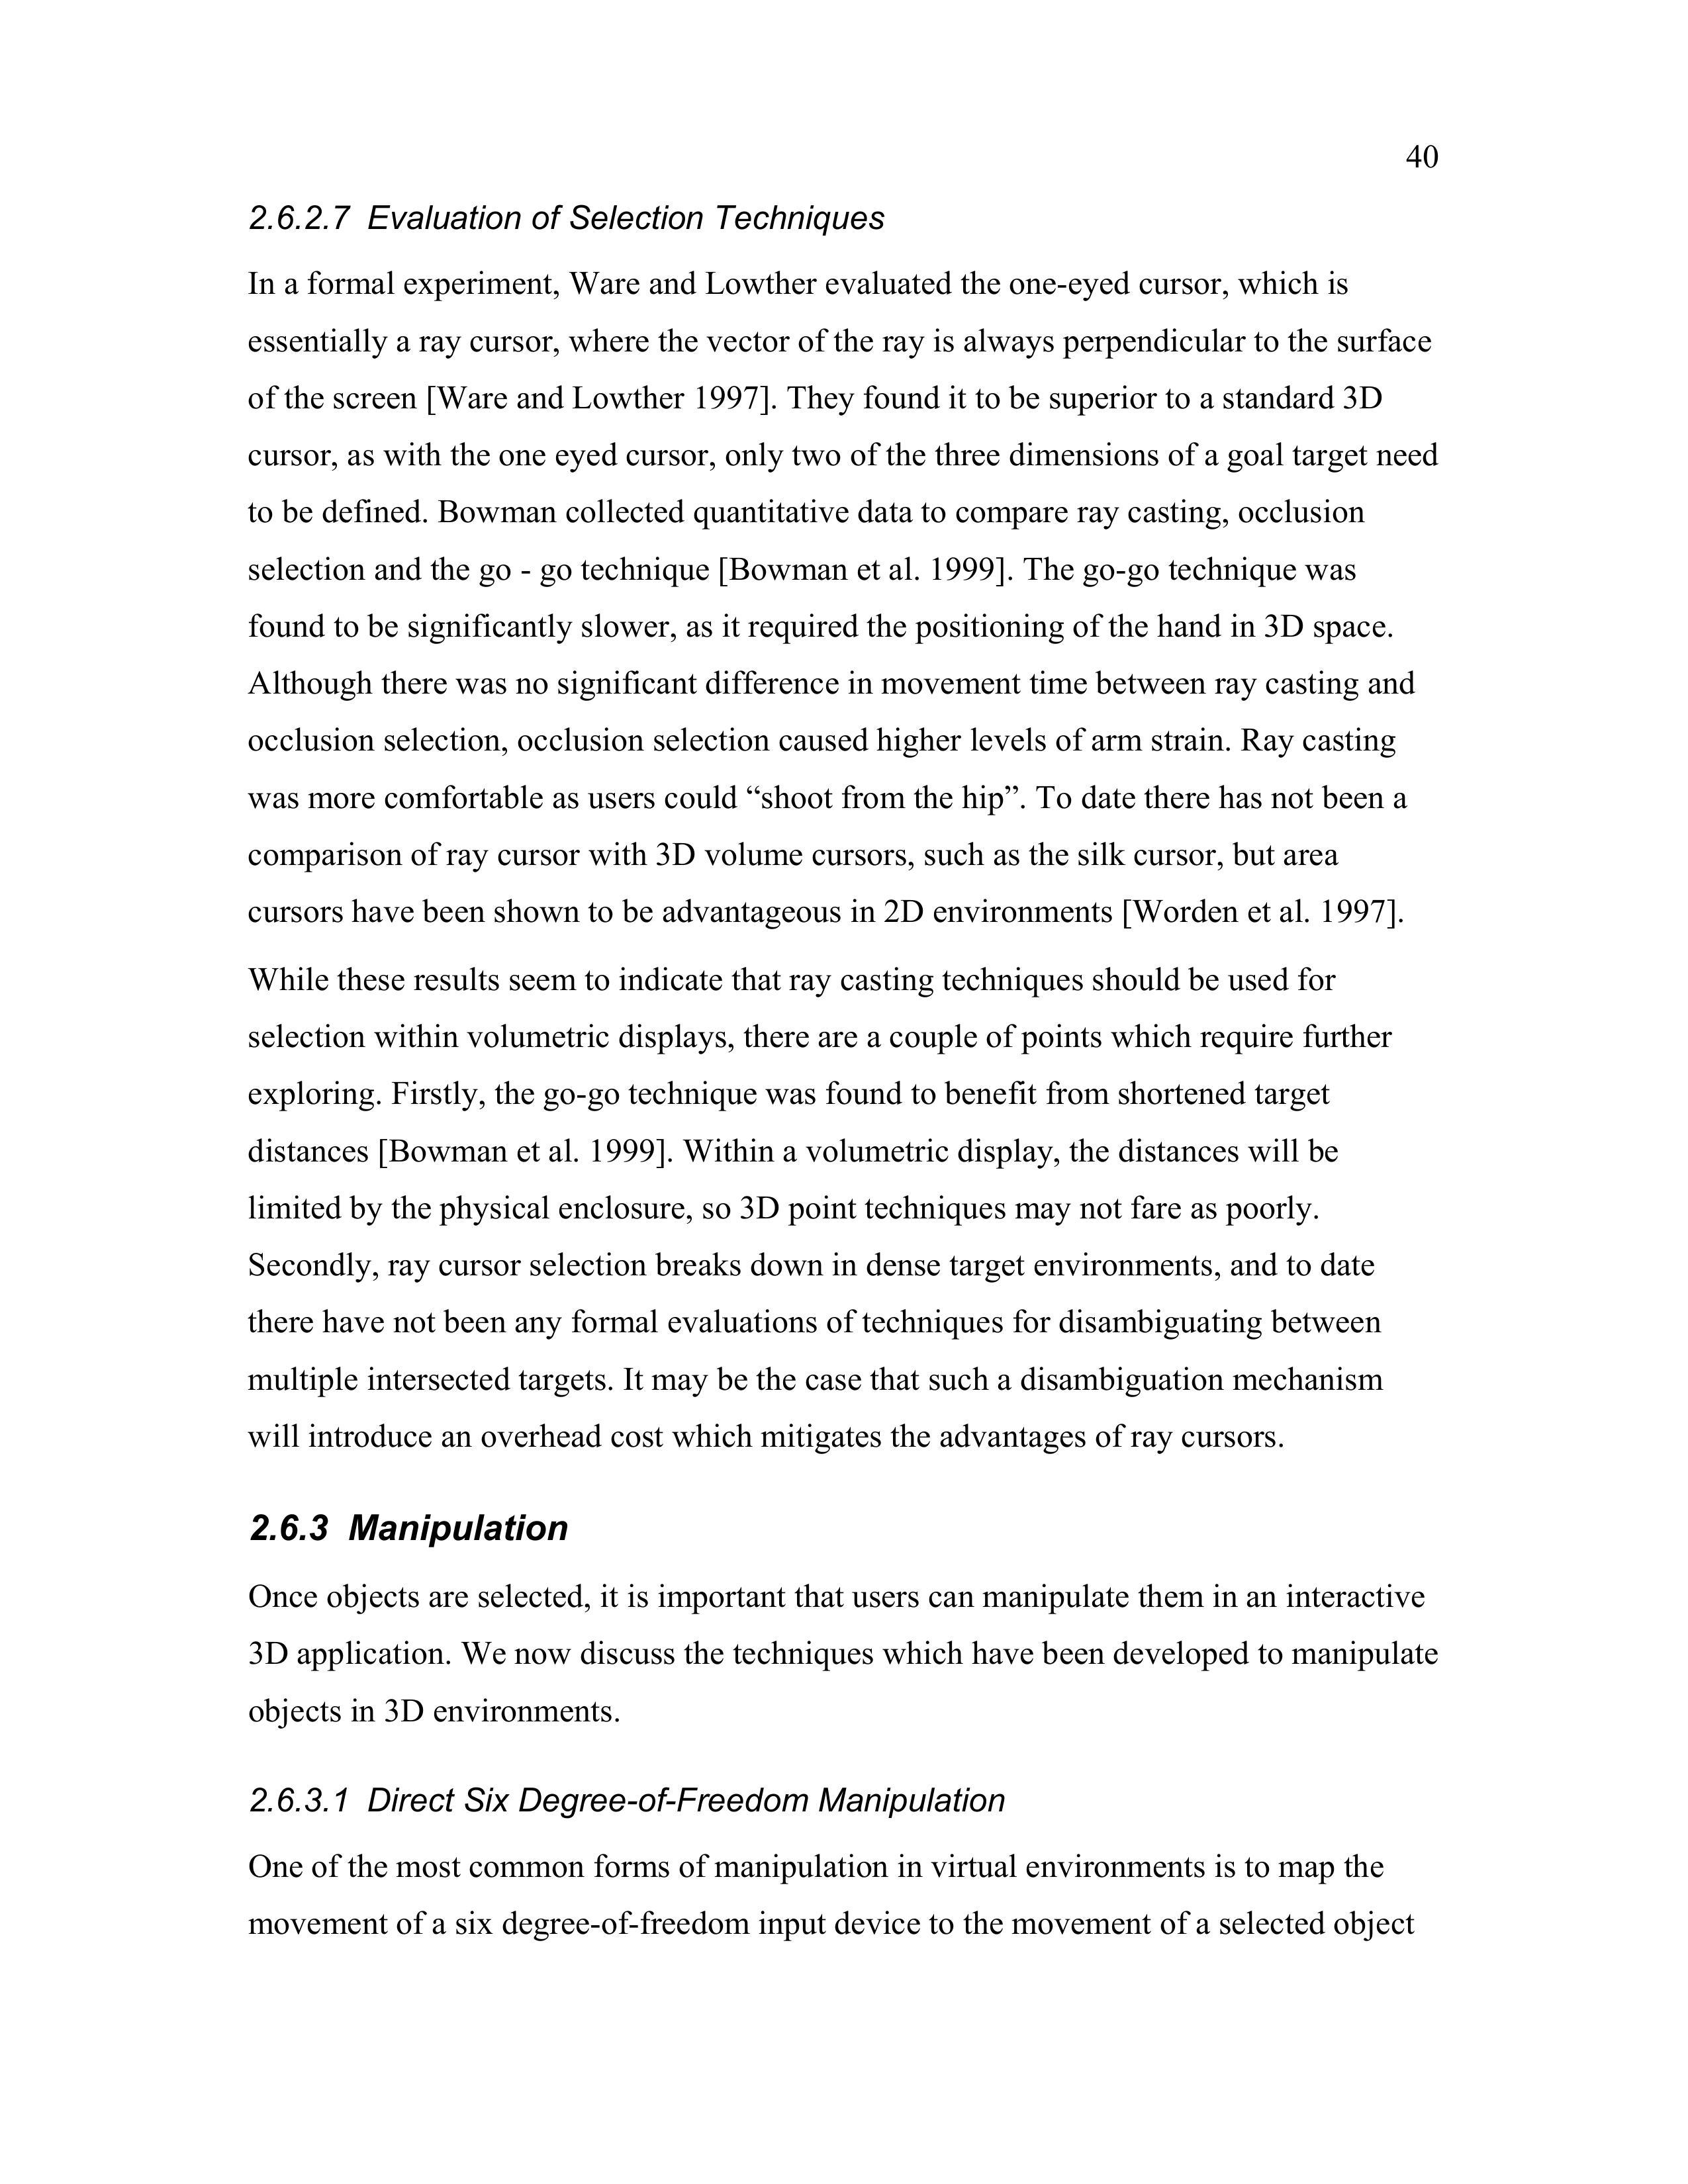 40
2.6.2.7 Evaluation of Selection Techniques
In a formal experiment, Ware and Lowther evaluated the one-eyed cursor, which is
essentially a ray cursor, where the vector of the ray is always perpendicular to the surface
of the screen [Ware and Lowther 1997]. They found it to be superior to a standard 3D
cursor, as with the one eyed cursor, only two of the three dimensions of a goal target need
to be defined. Bowman collected quantitative data to compare ray casting, occlusion
selection and the go - go technique [Bowman et al. 1999]. The go-go technique was
found to be significantly slower, as it required the positioning of the hand in 3D space.
Although there was no significant difference in movement time between ray casting and
occlusion selection, occlusion selection caused higher levels of arm strain. Ray casting
was more comfortable as users could “shoot from the hip”. To date there has not been a
comparison of ray cursor with 3D volume cursors, such as the silk cursor, but area
cursors have been shown to be advantageous in 2D environments [Worden et al. 1997].
While these results seem to indicate that ray casting techniques should be used for
selection within volumetric displays, there are a couple of points which require further
exploring. Firstly, the go-go technique was found to benefit from shortened target
distances [Bowman et al. 1999]. Within a volumetric display, the distances will be
limited by the physical enclosure, so 3D point techniques may not fare as poorly.
Secondly, ray cursor selection breaks down in dense target environments, and to date
there have not been any formal evaluations of techniques for disambiguating between
multiple intersected targets. It may be the case that such a disambiguation mechanism
will introduce an overhead cost which mitigates the advantages of ray cursors.
2.6.3 Manipulation
Once objects are selected, it is important that users can manipulate them in an interactive
3D application. We now discuss the techniques which have been developed to manipulate
objects in 3D environments.
2.6.3.1 Direct Six Degree-of-Freedom Manipulation
One of the most common forms of manipulation in virtual environments is to map the
movement of a six degree-of-freedom input device to the movement of a selected object